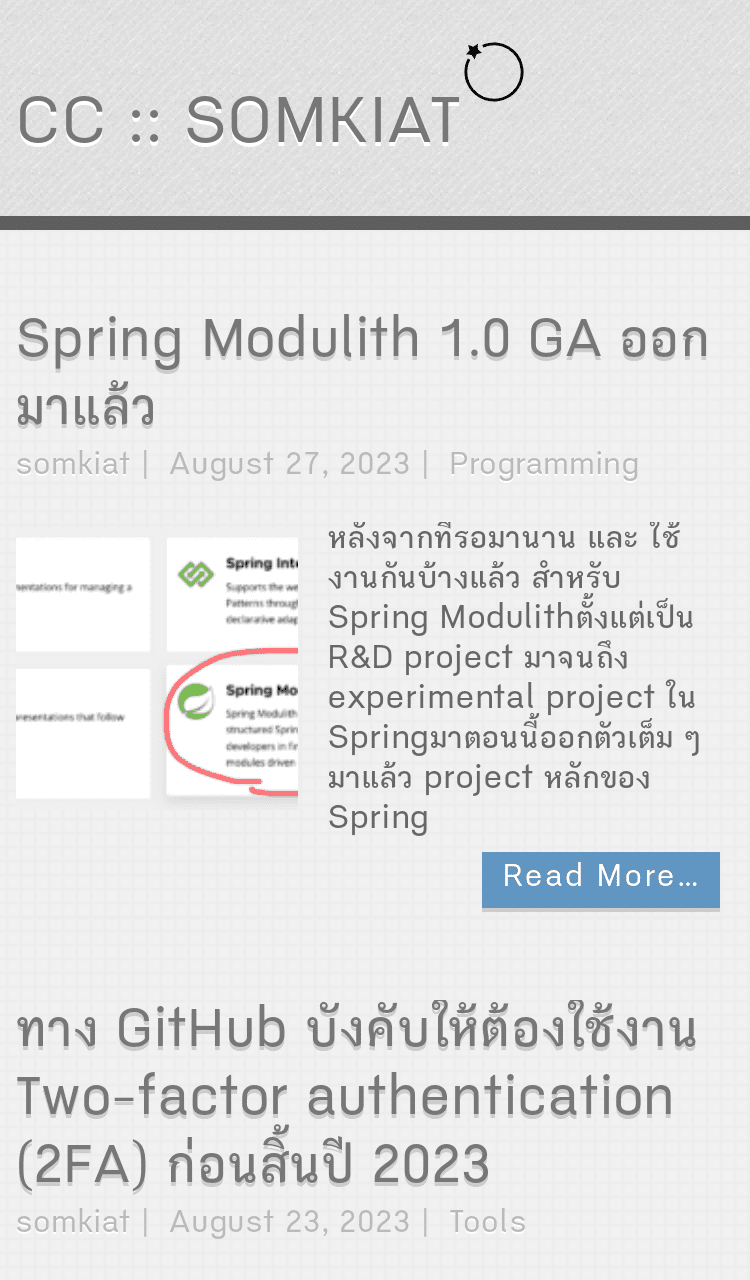 CC :: SOMKIAT
Spring Modulith 1.0 GA ออก
มาแล้ว
somkiat | August 27, 2023 | Programming
mentations for managing a
Spring Inte
Supports the we
Patterns through
declarative adap
resentations that follow
Spring Mo
Spring Modulith
structured Sprin
developers in fin
modules driven
หลังจากที่รอมานาน และ ใช้
งานกันบ้างแล้ว สำหรับ
Spring Modulithตั้งแต่เป็น
R&D project มาจนถึง
experimental project ใน
Springมาตอนนี้ออกตัวเต็ม ๆ
มาแล้ว project หลักของ
Spring
Read More…
ทาง GitHub บังคับให้ต้องใช้งาน
Two-factor authentication
(2FA) ก่อนสิ้นปี 2023
somkiat | August 23, 2023 | Tools